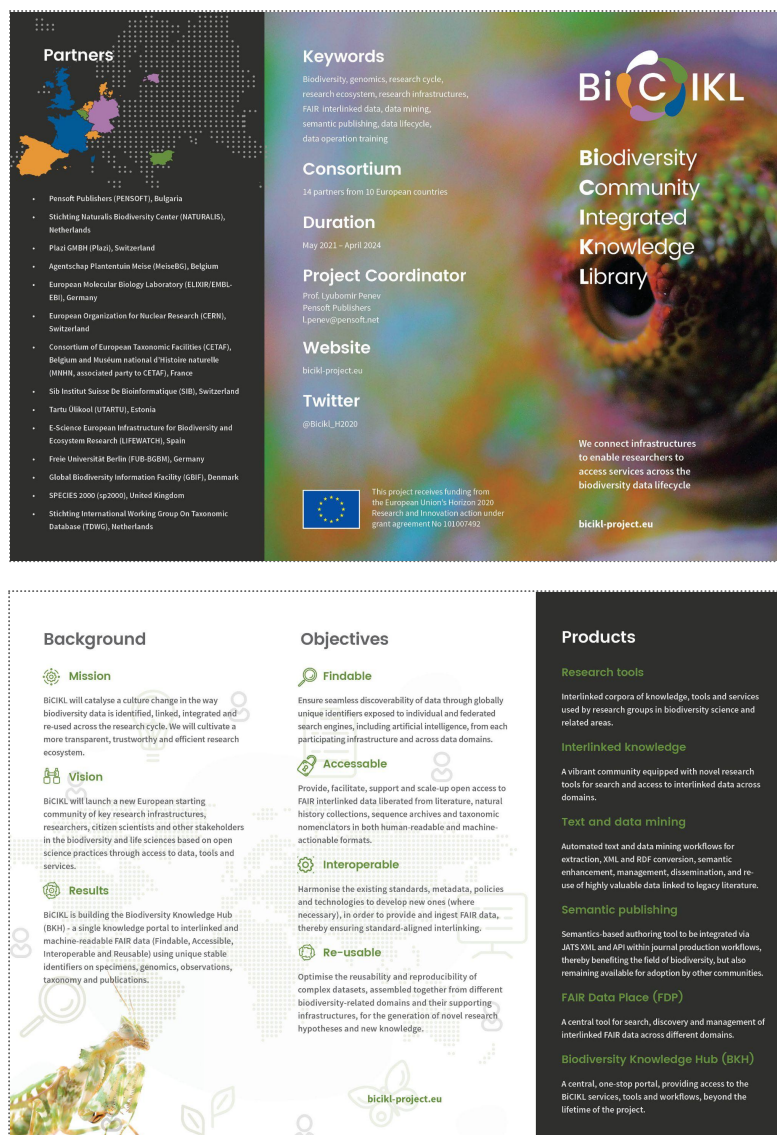 Partners
• Pensoft Publishers (PENSOFT), Bulgaria
• Stichting Naturalis Biodiversity Center (NATURALIS),
Netherlands
• Plazi GMBH (Plazi), Switzerland
• Agentschap Plantentuin Meise (MeiseBG), Belgium
• European Molecular Biology Laboratory (ELIXIR/EMBL-
EBI), Germany
• European Organization for Nuclear Research (CERN),
Switzerland
• Consortium of European Taxonomic Facilities (CETAF),
Belgium and Muséum national d'Histoire naturelle
(MNHN, associated party to CETAF), France
• Sib Institut Suisse De Bioinformatique (SIB), Switzerland
• Tartu Ülikool (UTARTU), Estonia
• E-Science European Infrastructure for Biodiversity and
Ecosystem Research (LIFEWATCH), Spain
• Freie Universität Berlin (FUB-BGBM), Germany
• Global Biodiversity Information Facility (GBIF), Denmark
• SPECIES 2000 (sp2000), United Kingdom
• Stichting International Working Group On Taxonomic
Database (TDWG), Netherlands
Keywords
Biodiversity, genomics, research cycle,
research ecosystem, research infrastructures,
FAIR interlinked data, data mining,
semantic publishing, data lifecycle,
data operation training
Consortium
14 partners from 10 European countries
Duration
May 2021 – April 2024
Project Coordinator
Prof. Lyubomir Penev
Pensoft Publishers
l.penev@pensoft.net
Website
bicikl-project.eu
Twitter
@Bicikl_H2020
This project receives funding from
the European Union's Horizon 2020
Research and Innovation action under
grant agreement No 101007492
BiCIKL
Biodiversity
Community
Integrated
Knowledge
Library
We connect infrastructures
to enable researchers to
access services across the
biodiversity data lifecycle
bicikl-project.eu
Background
Mission
BiCIKL will catalyse a culture change in the way
biodiversity data is identified, linked, integrated and
re-used across the research cycle. We will cultivate a
more transparent, trustworthy and efficient research
ecosystem.
Vision
BiCIKL will launch a new European starting
community of key research infrastructures,
researchers, citizen scientists and other stakeholders
in the biodiversity and life sciences based on open
science practices through access to data, tools and
services.
Results
BiCIKL is building the Biodiversity Knowledge Hub
(BKH) - a single knowledge portal to interlinked and
machine-readable FAIR data (Findable, Accessible,
Interoperable and Reusable) using unique stable
identifiers on specimens, genomics, observations,
taxonomy and publications.
Objectives
Findable
Ensure seamless discoverability of data through globally
unique identifiers exposed to individual and federated
search engines, including artificial intelligence, from each
participating infrastructure and across data domains.
Accessable
Provide, facilitate, support and scale-up open access to
FAIR interlinked data liberated from literature, natural
history collections, sequence archives and taxonomic
nomenclators in both human-readable and machine-
actionable formats.
Interoperable
Harmonise the existing standards, metadata, policies
and technologies to develop new ones (where
necessary), in order to provide and ingest FAIR data,
thereby ensuring standard-aligned interlinking.
Re-usable
Optimise the reusability and reproducibility of
complex datasets, assembled together from different
biodiversity-related domains and their supporting
infrastructures, for the generation of novel research
hypotheses and new knowledge.
bicikl-project.eu
Products
Research tools
Interlinked corpora of knowledge, tools and services
used by research groups in biodiversity science and
related areas.
Interlinked knowledge
A vibrant community equipped with novel research
tools for search and access to interlinked data across
domains.
Text and data mining
Automated text and data mining workflows for
extraction, XML and RDF conversion, semantic
enhancement, management, dissemination, and re-
use of highly valuable data linked to legacy literature.
Semantic publishing
Semantics-based authoring tool to be integrated via
JATS XML and API within journal production workflows,
thereby benefiting the field of biodiversity, but also
remaining available for adoption by other communities.
FAIR Data Place (FDP)
A central tool for search, discovery and management of
interlinked FAIR data across different domains.
Biodiversity Knowledge Hub (BKH)
A central, one-stop portal, providing access to the
BiCIKL services, tools and workflows, beyond the
lifetime of the project.